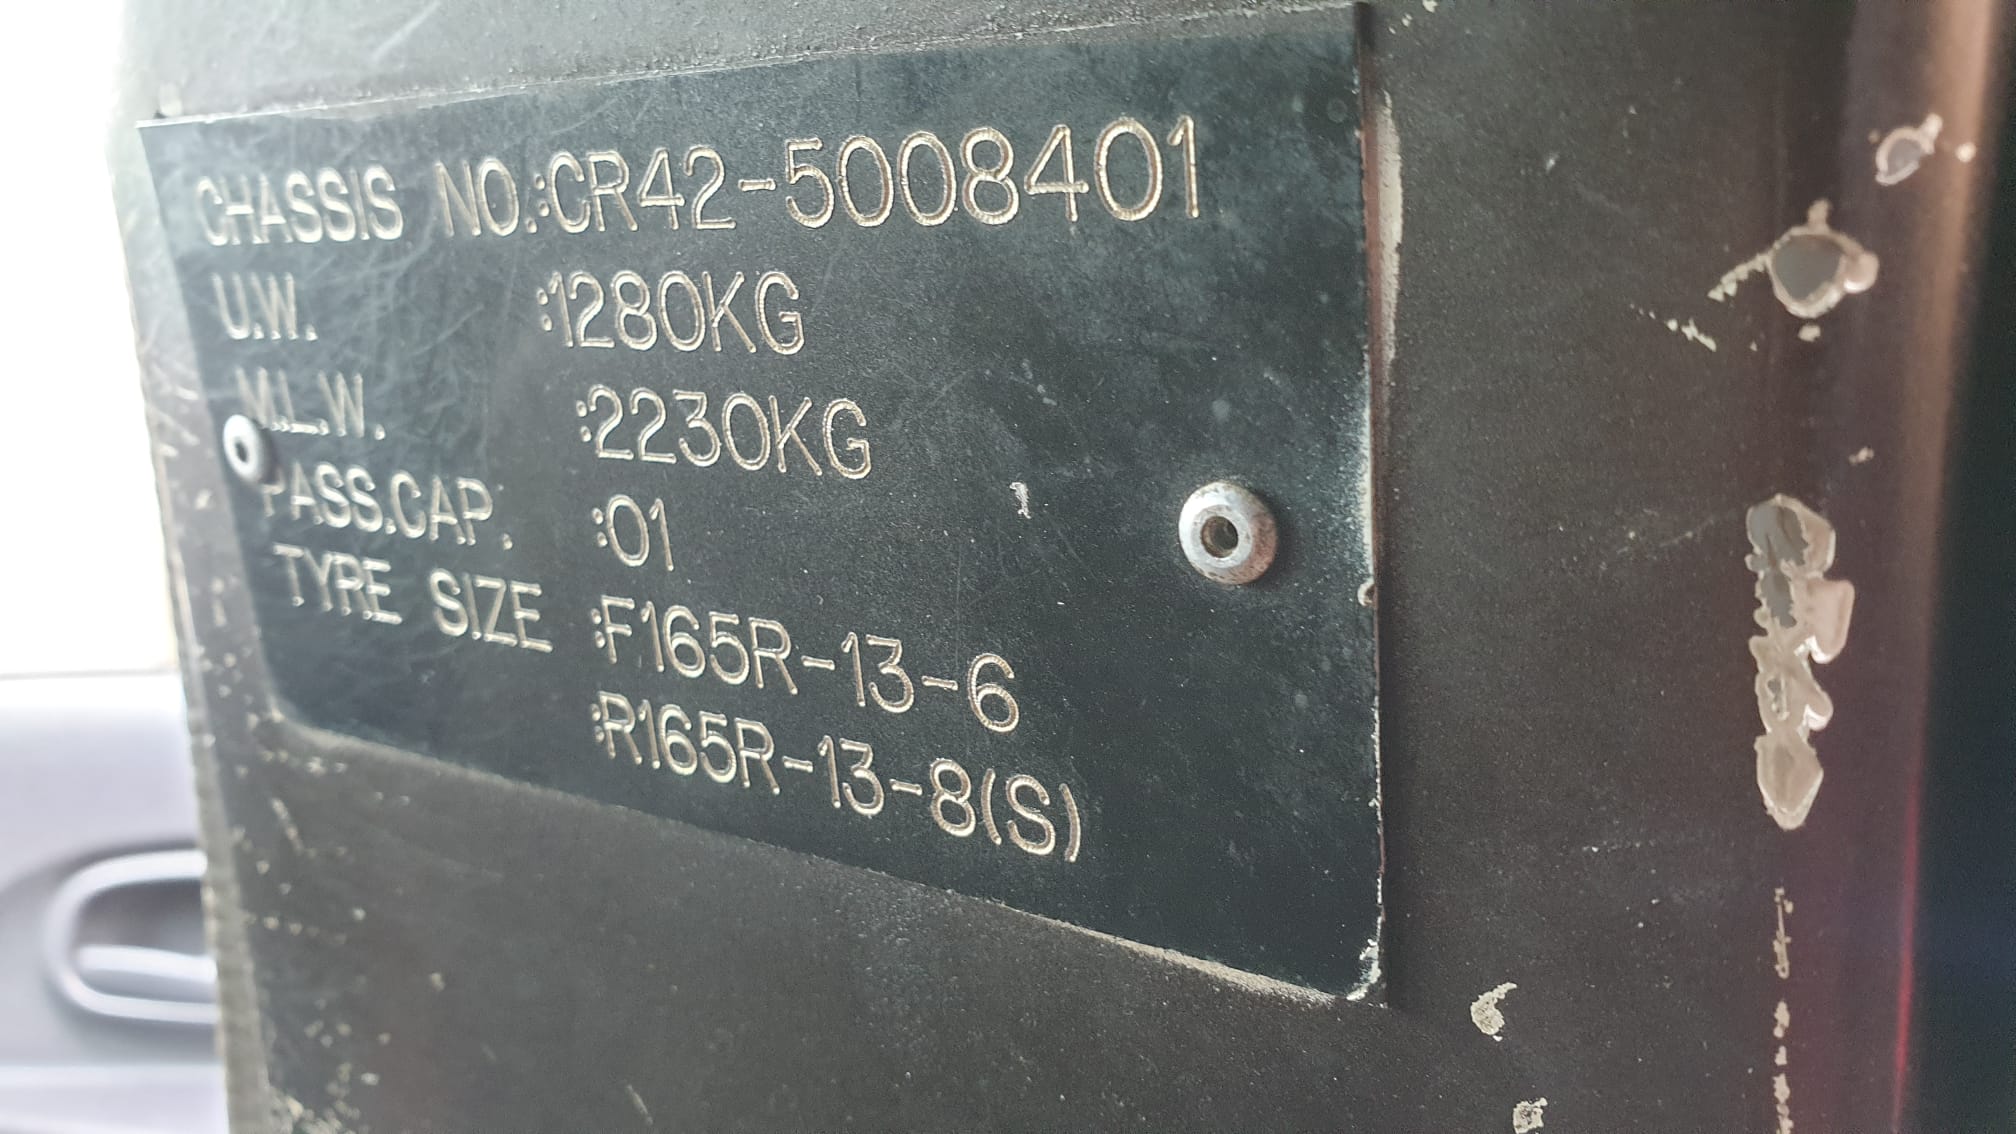 CHASSIS NO.:CR42-5008401
U.W. :1280KG
M.L.W. :2230KG
PASS.CAP. :01
TYRE SIZE :F165R-13-6
:R165R-13-8(S)